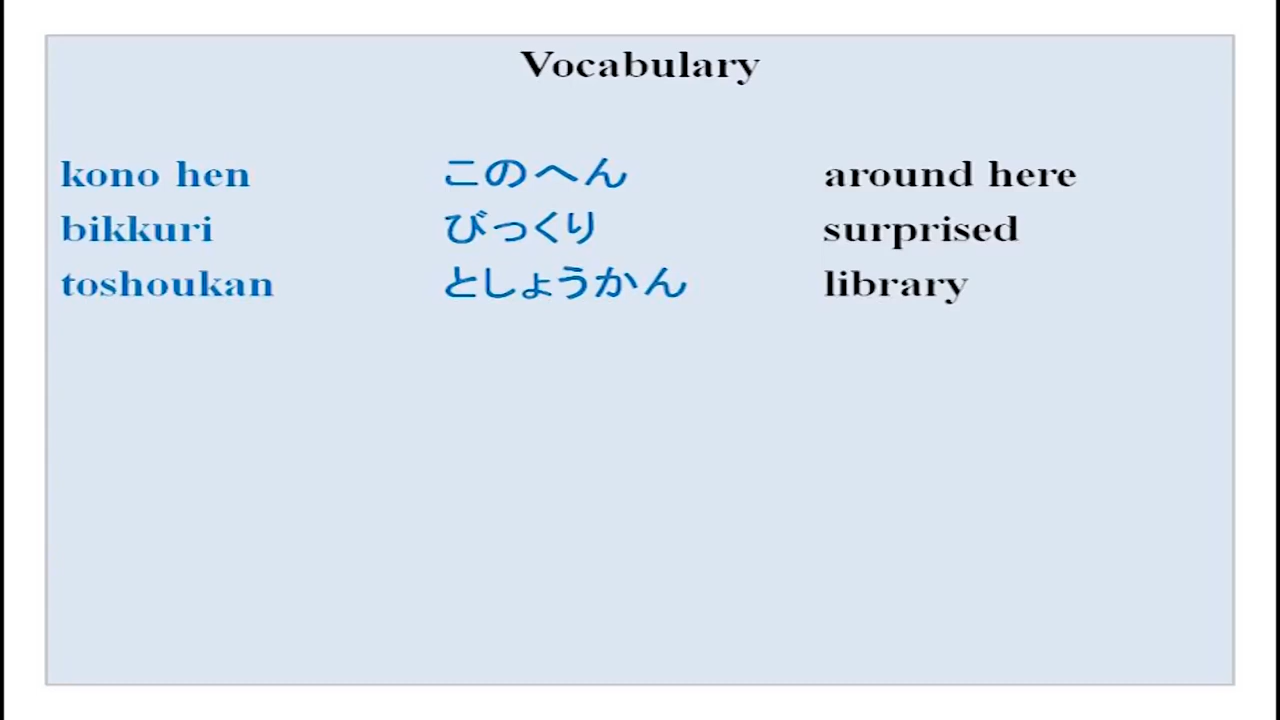 Vocabulary
kono hen このへん around here
bikkuri びっくり surprised
toshoukan としょうかん library